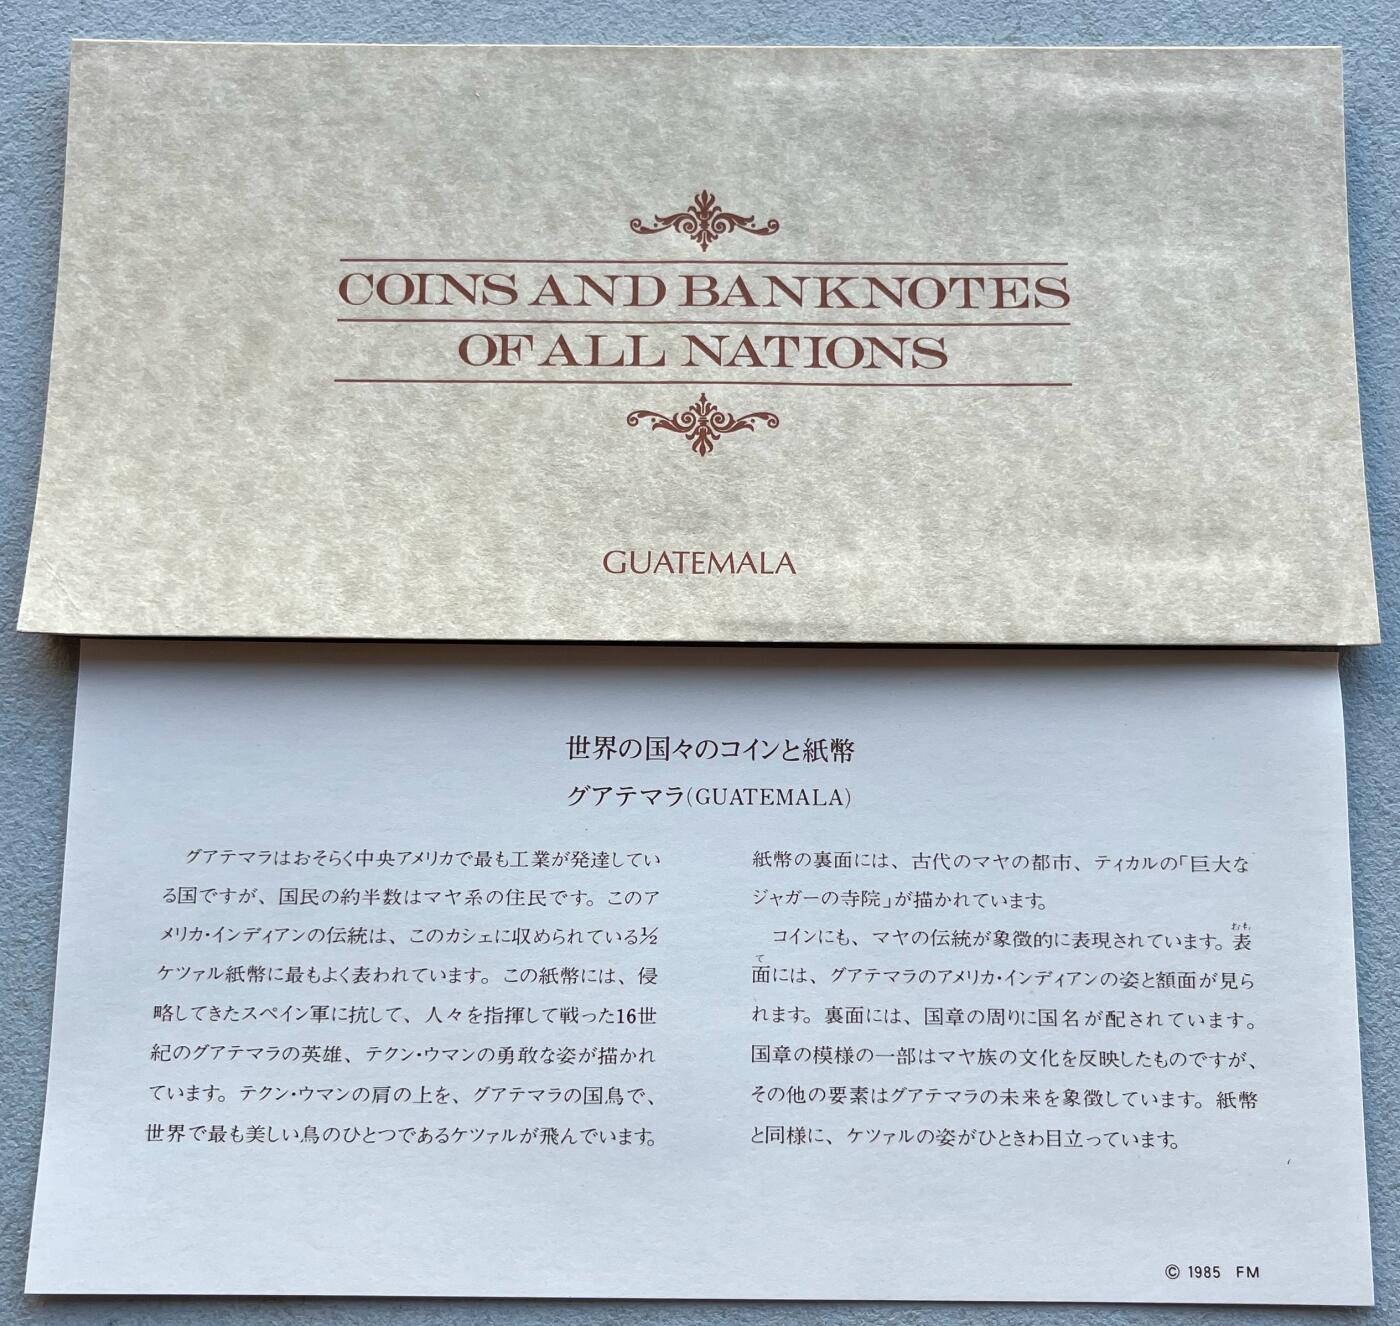 COINS AND BANKNOTES
OF ALL NATIONS
GUATEMALA
世界の国々のコインと紙幣
グアテマラ(GUATEMALA)
グアテマラはおそらく中央アメリカで最も工業が発達してい
る国ですが、国民の約半数はマヤ系の住民です。このア
メリカ・インディアンの伝統は、このカシェに収められている½
ケツァル紙幣に最もよく表われています。この紙幣には、侵
略してきたスペイン軍に抗して、人々を指揮して戦った16世
紀のグアテマラの英雄、テクン・ウマンの勇敢な姿が描かれ
ています。テクン・ウマンの肩の上を、グアテマラの国鳥で、
世界で最も美しい鳥のひとつであるケツァルが飛んでいます。
紙幣の裏面には、古代のマヤの都市、ティカルの「巨大な
ジャガーの寺院」が描かれています。
コインにも、マヤの伝統が象徴的に表現されています。表
面には、グアテマラのアメリカ・インディアンの姿と額面が見ら
れます。裏面には、国章の周りに国名が配されています。
国章の模様の一部はマヤ族の文化を反映したものですが、
その他の要素はグアテマラの未来を象徴しています。紙幣
と同様に、ケツァルの姿がひときわ目立っています。
© 1985 FM